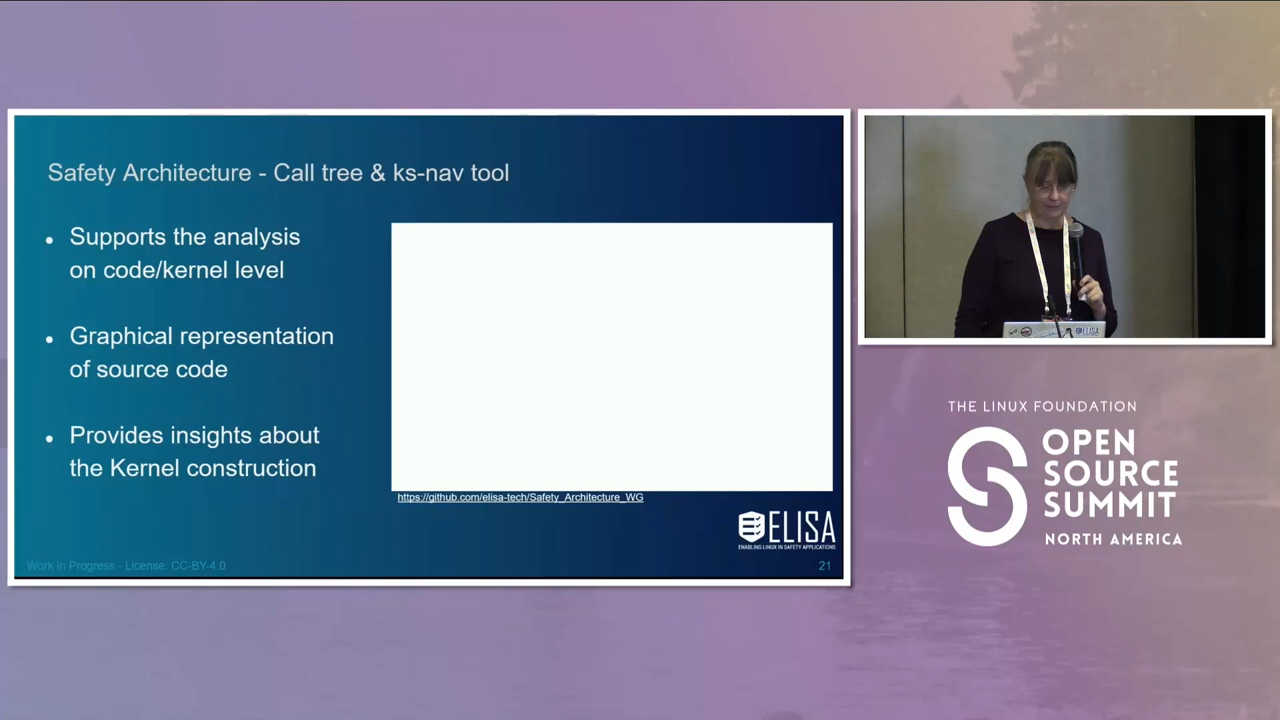 Safety Architecture - Call tree & ks-nav tool
• Supports the analysis
on code/kernel level
• Graphical representation
of source code
• Provides insights about
the Kernel construction
https://github.com/elisa-tech/Safety_Architecture_WG
ELISA
ENABLING LINUX IN SAFETY APPLICATIONS
Work in Progress - License: CC-BY-4.0
21
ELISA
THE LINUX FOUNDATION
OPEN
SOURCE
SUMMIT
NORTH AMERICA